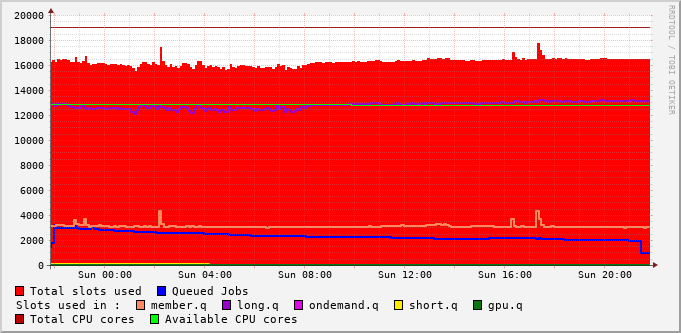 20000
18000
16000
14000
12000
10000
8000
6000
4000
2000
0
Sun 00:00 Sun 04:00 Sun 08:00 Sun 12:00 Sun 16:00 Sun 20:00
Total slots used Queued Jobs
Slots used in : member.q long.q ondemand.q short.q gpu.q
Total CPU cores Available CPU cores
RRDTOOL / TOBI OETIKER